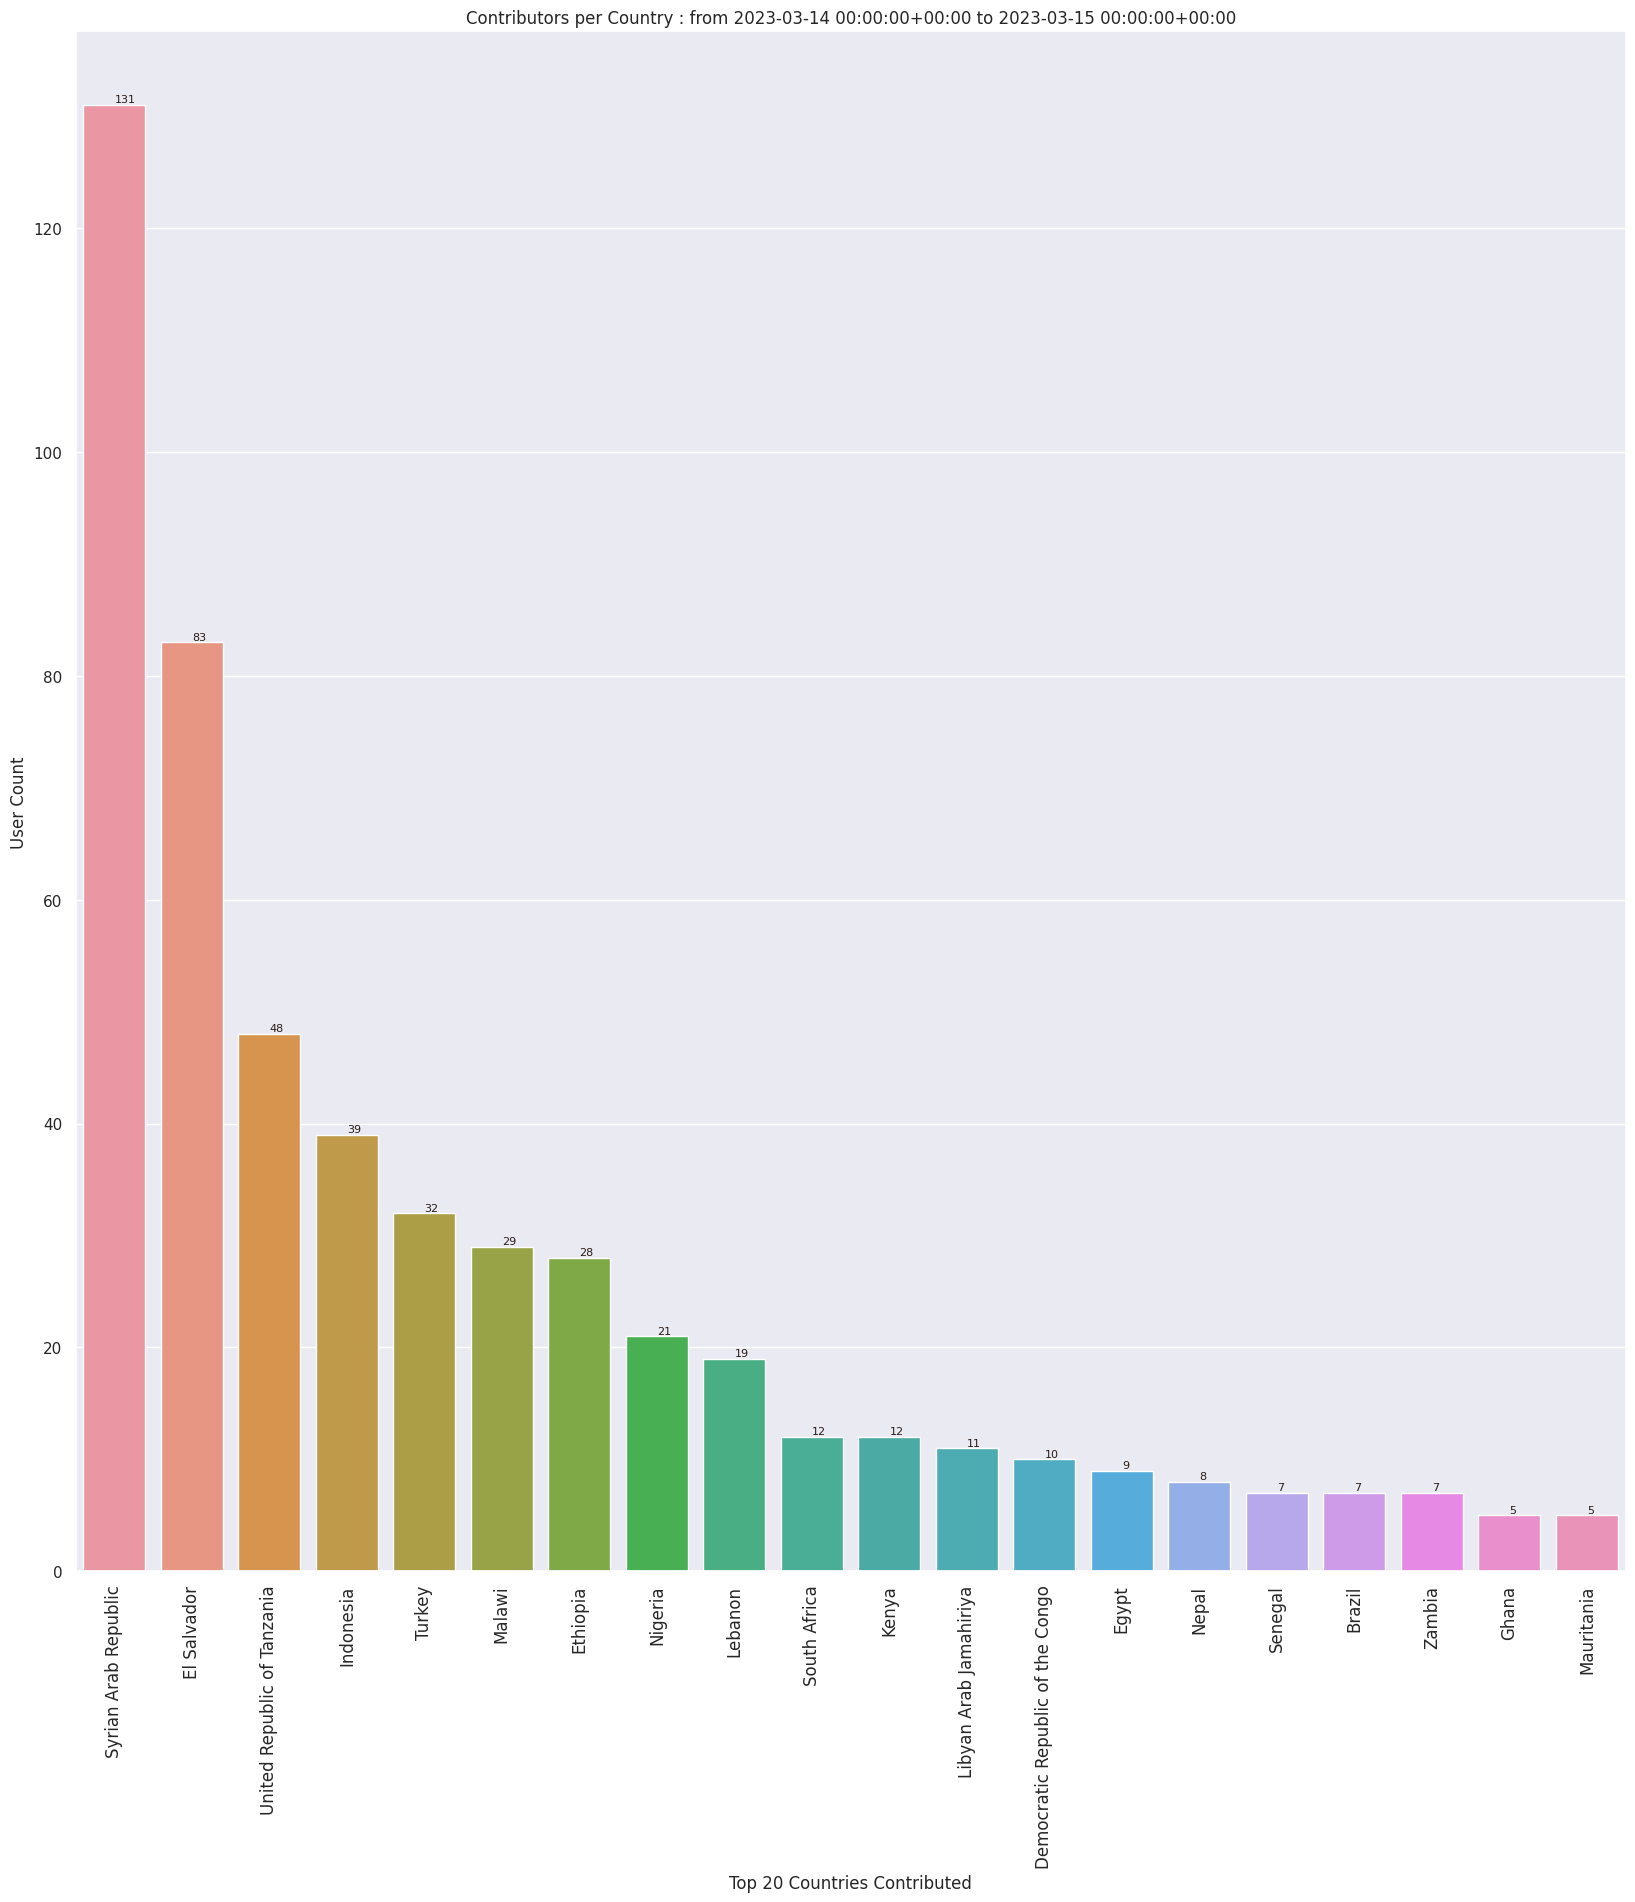 Contributors per Country : from 2023-03-14 00:00:00+00:00 to 2023-03-15 00:00:00+00:00
User Count
120
100
80
60
40
20
0
131
83
48
39
32
29
28
21
19
12
12
11
10
9
8
7
7
7
5
5
Syrian Arab Republic
El Salvador
United Republic of Tanzania
Indonesia
Turkey
Malawi
Ethiopia
Nigeria
Lebanon
South Africa
Kenya
Libyan Arab Jamahiriya
Democratic Republic of the Congo
Egypt
Nepal
Senegal
Brazil
Zambia
Ghana
Mauritania
Top 20 Countries Contributed